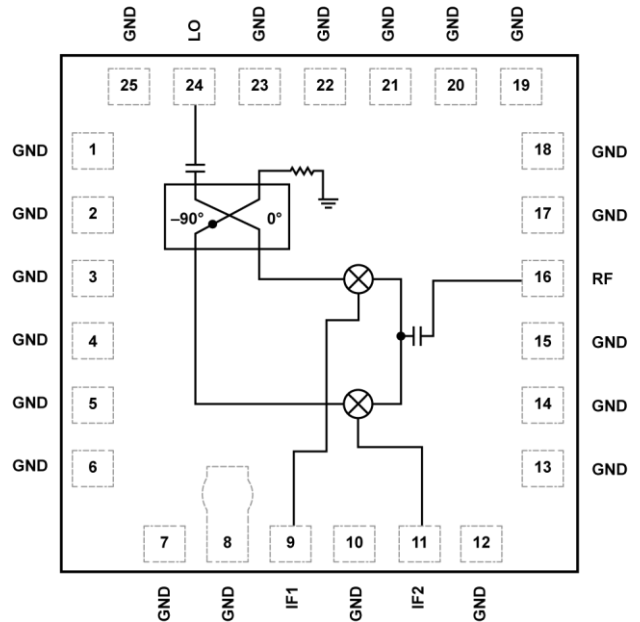 GND LO GND GND GND GND GND
25 24 23 22 21 20 19
GND 1 18 GND
–90° 0°
GND 2 17 GND
GND 3 16 RF
GND 4 15 GND
GND 5 14 GND
GND 6 13 GND
7 8 9 10 11 12
GND GND IF1 GND IF2 GND